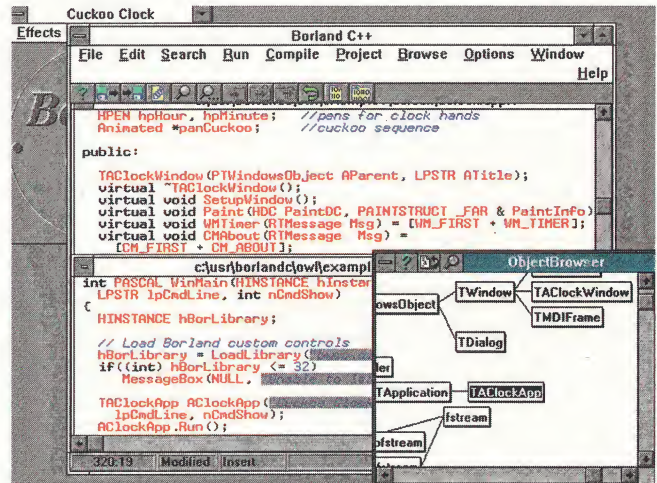 Cuckoo Clock
Effects
Borland C++
File Edit Search Run Compile Project Browse Options Window
Help
HPEN hpHour, hpMinute; //pens for clock hands
Animated *panCuckoo; //cuckoo sequence
public:
TAClockWindow(PTWindowsObject AParent, LPSTR ATitle);
virtual ~TAClockWindow();
virtual void SetupWindow();
virtual void Paint(HDC PaintDC, PAINTSTRUCT _FAR & PaintInfo)
virtual void WMTimer(RTMessage Msg) = [WM_FIRST + WM_TIMER];
virtual void CMAbout(RTMessage Msg) =
[CM_FIRST + CM_ABOUT];
c:\usr\borlandc\owl\exampl
int PASCAL WinMain(HINSTANCE hInstan
LPSTR lpCmdLine, int nCmdShow)
{
HINSTANCE hBorLibrary;
// Load Borland custom controls
hBorLibrary = LoadLibrary(
if((int) hBorLibrary <= 32)
MessageBox(NULL,
TAClockApp AClockApp(
lpCmdLine, nCmdShow);
AClockApp.Run();
320:19 Modified Insert
ObjectBrowser
owsObject
TWindow
TAClockWindow
TMDIFrame
TDialog
ler
TApplication
TAClockApp
fstream
ofstream